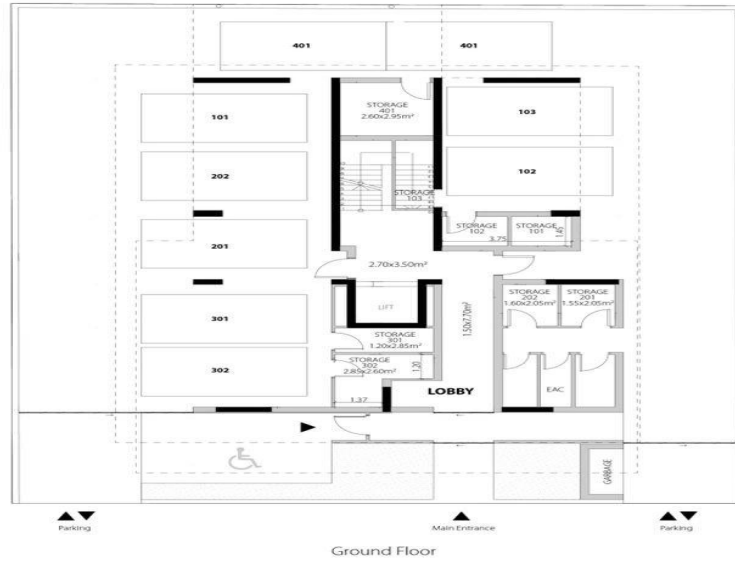 401
401
101
STORAGE
401
2.60x2.95m²
103
202
102
STORAGE
103
201
STORAGE
102
3.75
STORAGE
101
1.45
2.70x3.50m²
301
LIFT
1.50x7.70m²
STORAGE
202
1.60x2.05m²
STORAGE
201
1.55x2.05m²
STORAGE
301
1.20x2.85m²
302
STORAGE
302
2.85x2.60m²
1.20
1.37
LOBBY
EAC
GARBAGE
Parking
Main Entrance
Parking
Ground Floor